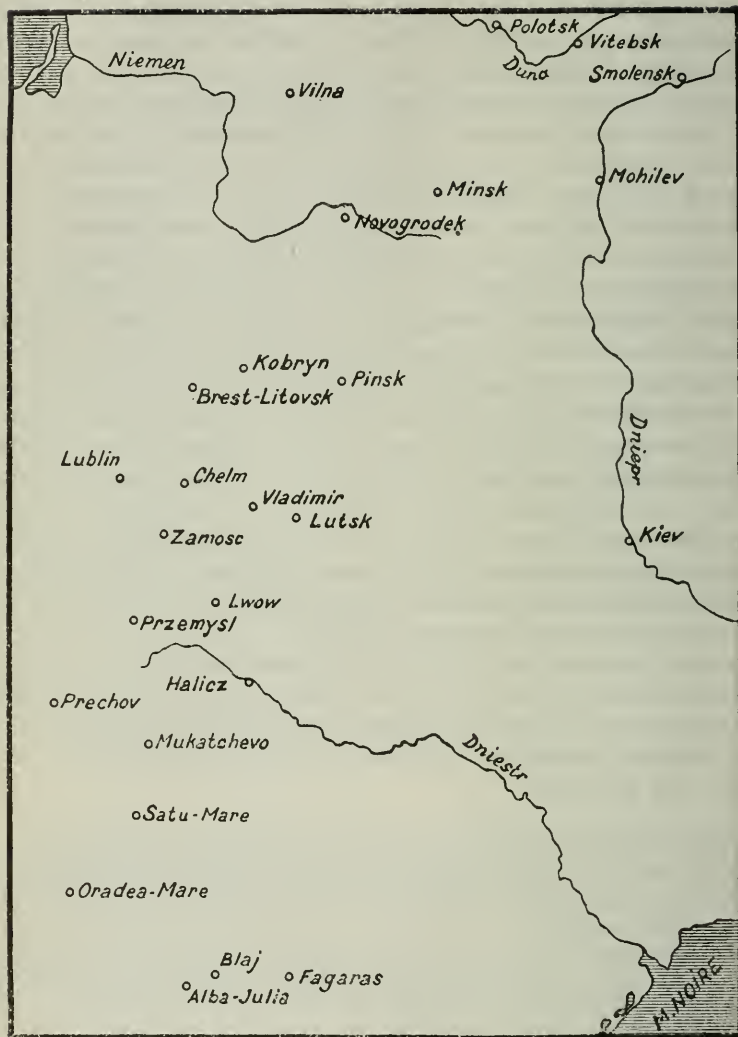 Polotsk
Niemen
Vitebsk
Duna
Smolensk
Vilna
Mohilev
Minsk
Novogrodek
Kobryn
Pinsk
Brest-Litovsk
Dniepr
Lublin
Chelm
Vladimir
Lutsk
Zamosc
Kiev
Lwow
Przemysl
Halicz
Prechov
Mukatchevo
Dniestr
Satu-Mare
Oradea-Mare
Blaj
Fagaras
Alba-Julia
M. NOIRE